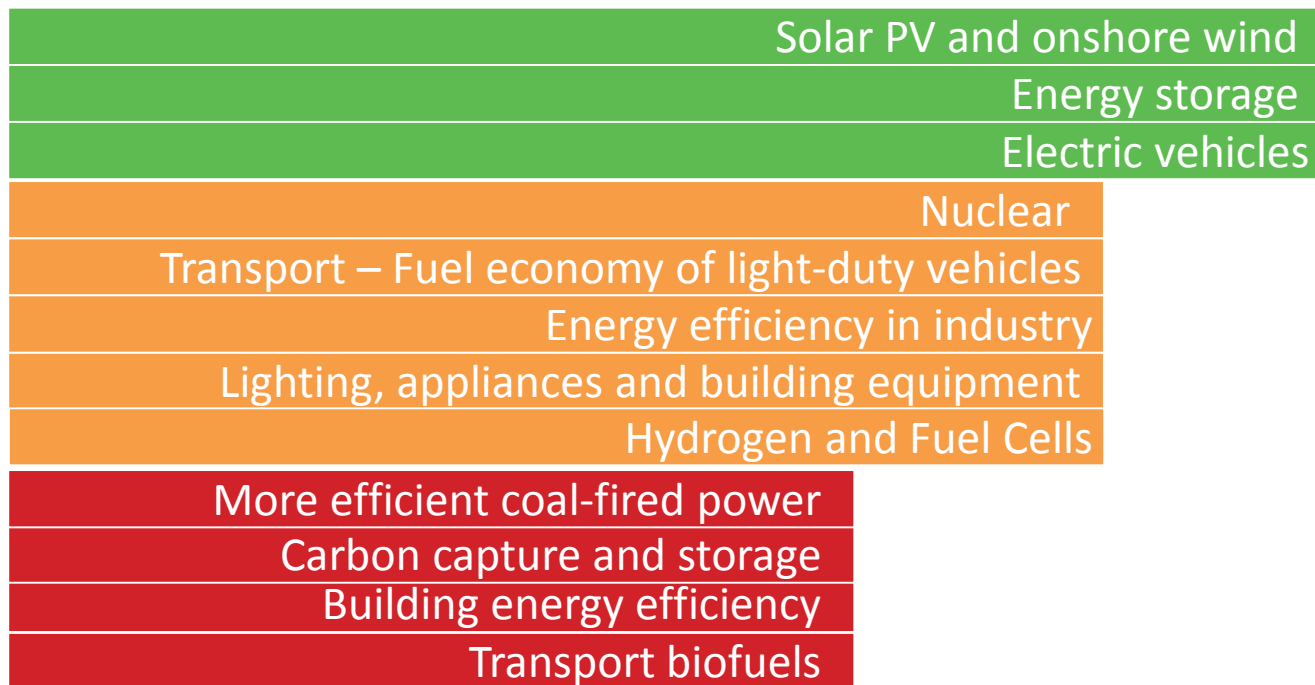 Solar PV and onshore wind
Energy storage
Electric vehicles
Nuclear
Transport – Fuel economy of light-duty vehicles
Energy efficiency in industry
Lighting, appliances and building equipment
Hydrogen and Fuel Cells
More efficient coal-fired power
Carbon capture and storage
Building energy efficiency
Transport biofuels